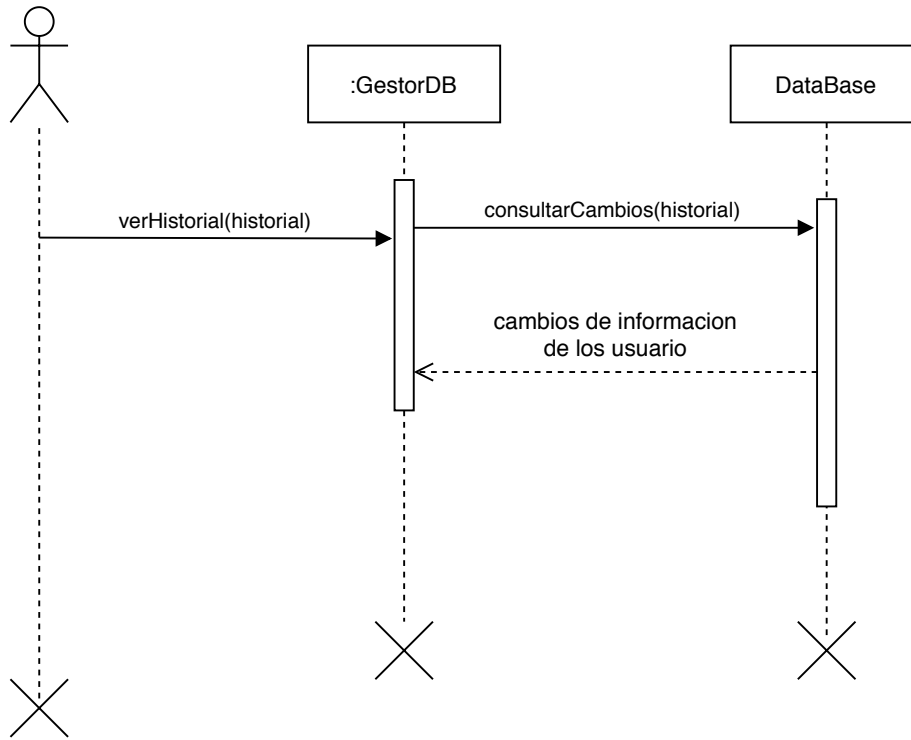 :GestorDB
DataBase
verHistorial(historial)
consultarCambios(historial)
cambios de informacion
de los usuario